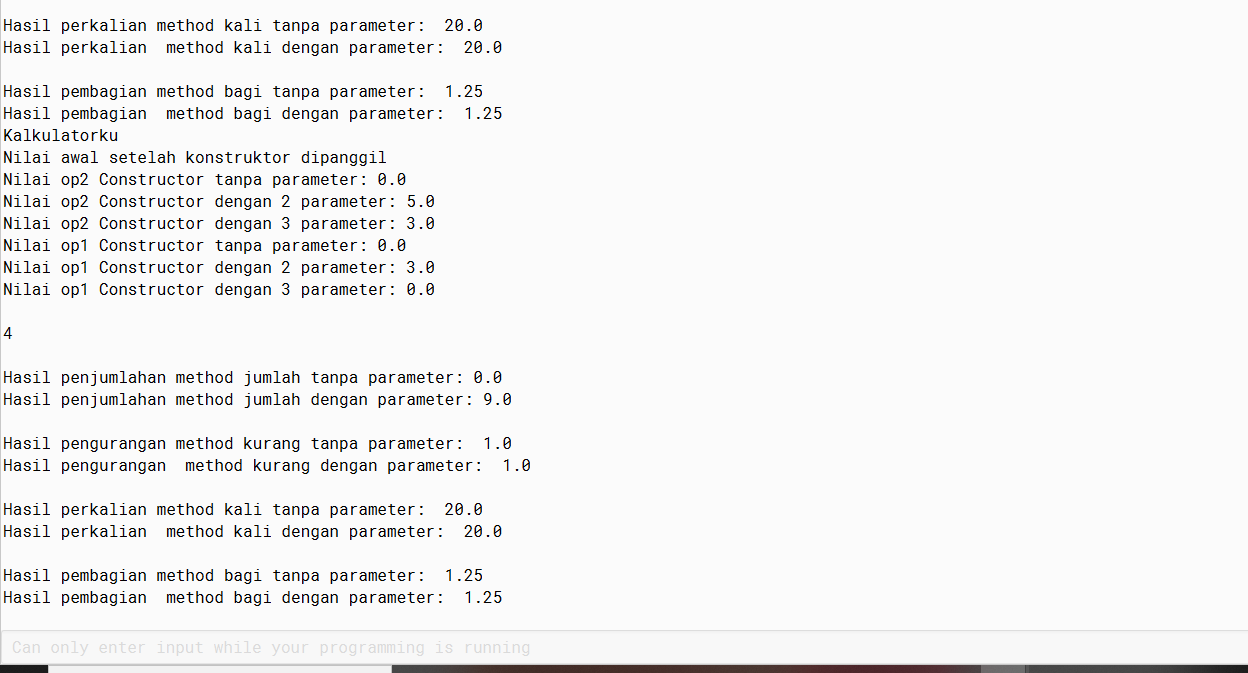 Hasil perkalian method kali tanpa parameter:  20.0
Hasil perkalian  method kali dengan parameter:  20.0
Hasil pembagian method bagi tanpa parameter:  1.25
Hasil pembagian  method bagi dengan parameter:  1.25
Kalkulatorku
Nilai awal setelah konstruktor dipanggil
Nilai op2 Constructor tanpa parameter: 0.0
Nilai op2 Constructor dengan 2 parameter: 5.0
Nilai op2 Constructor dengan 3 parameter: 3.0
Nilai op1 Constructor tanpa parameter: 0.0
Nilai op1 Constructor dengan 2 parameter: 3.0
Nilai op1 Constructor dengan 3 parameter: 0.0
4
Hasil penjumlahan method jumlah tanpa parameter: 0.0
Hasil penjumlahan method jumlah dengan parameter: 9.0
Hasil pengurangan method kurang tanpa parameter:  1.0
Hasil pengurangan  method kurang dengan parameter:  1.0
Hasil perkalian method kali tanpa parameter:  20.0
Hasil perkalian  method kali dengan parameter:  20.0
Hasil pembagian method bagi tanpa parameter:  1.25
Hasil pembagian  method bagi dengan parameter:  1.25
Can only enter input while your programming is running